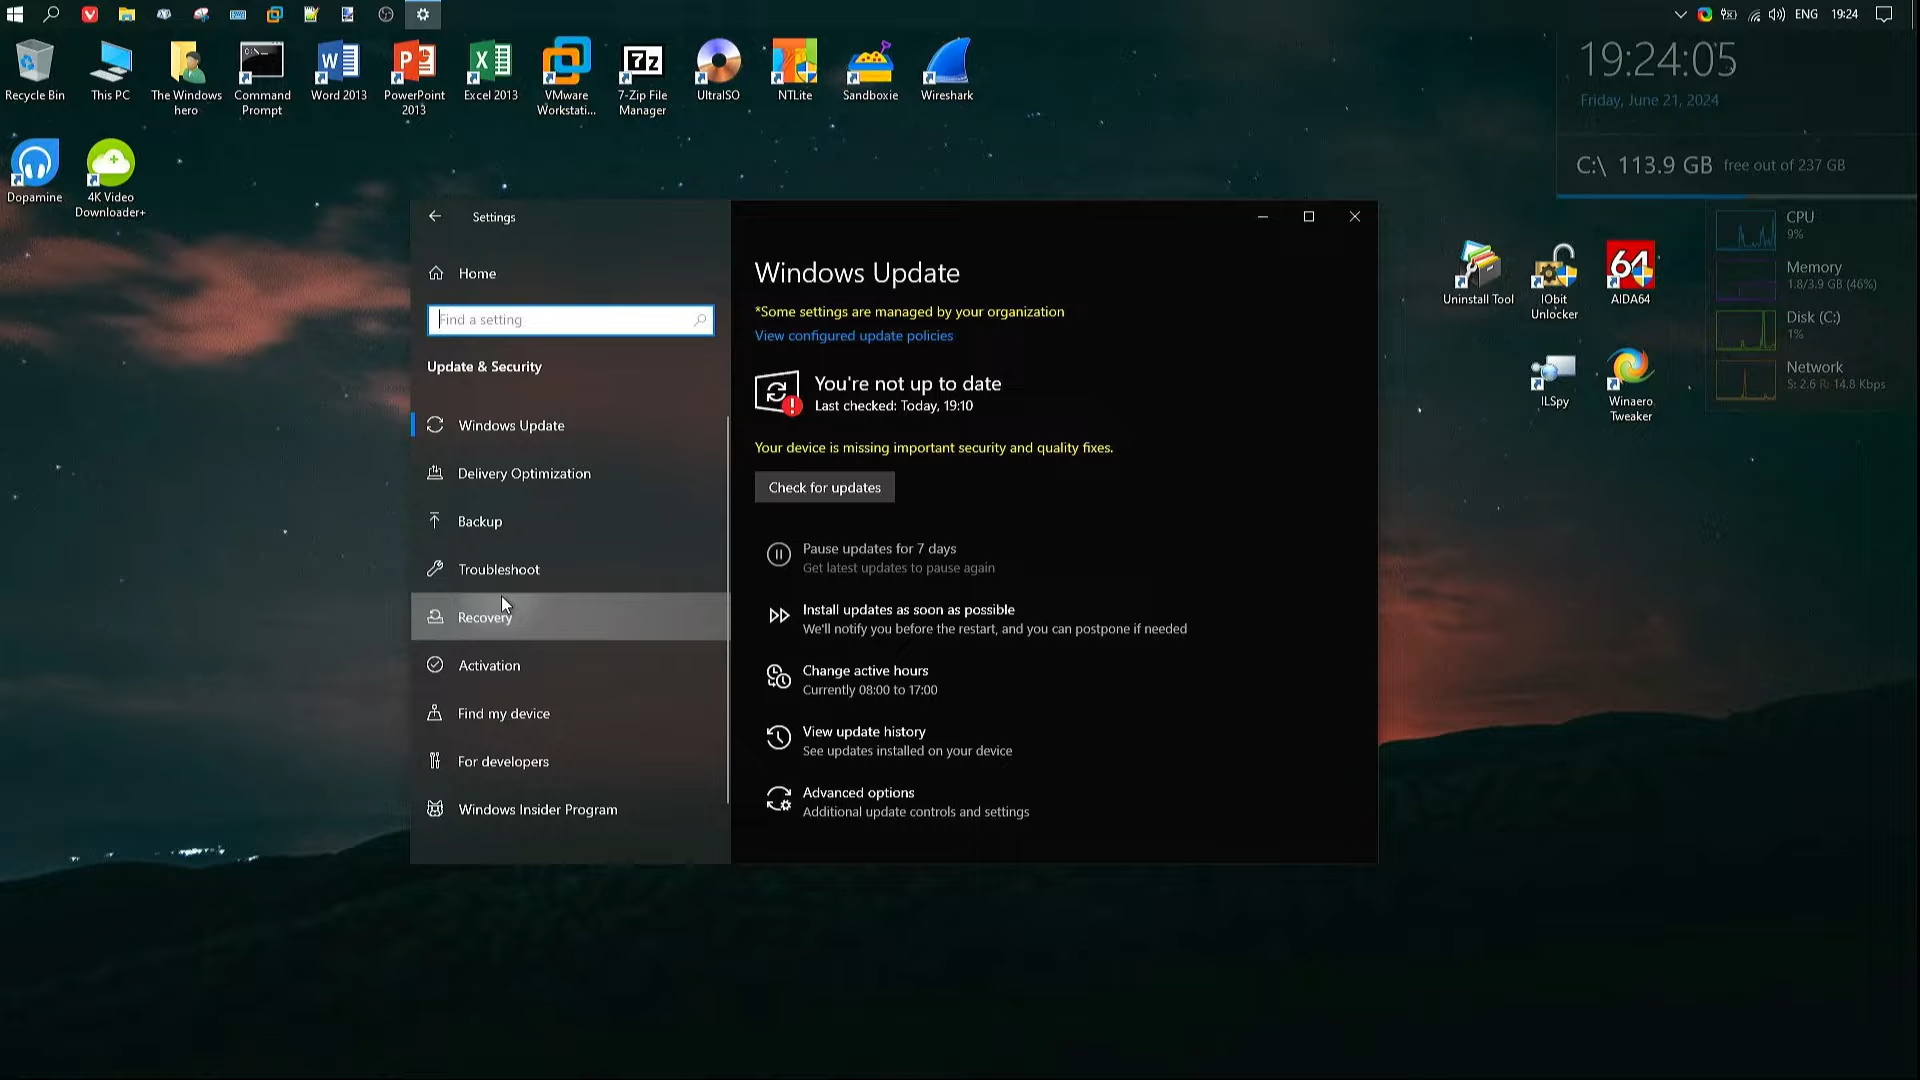 ENG 19:24
19:24:05
Friday, June 21, 2024
C:\ 113.9 GB free out of 237 GB
CPU
9%
Memory
1.8/3.9 GB (46%)
Disk (C:)
1%
Network
S: 2.6 R: 14.8 Kbps
Recycle Bin
This PC
The Windows
hero
Command
Prompt
Word 2013
PowerPoint
2013
Excel 2013
VMware
Workstati...
7-Zip File
Manager
UltraISO
NTLite
Sandboxie
Wireshark
Dopamine
4K Video
Downloader+
Uninstall Tool
IObit
Unlocker
64
AIDA64
ILSpy
Winaero
Tweaker
Settings
Home
Find a setting
Update & Security
Windows Update
Delivery Optimization
Backup
Troubleshoot
Recovery
Activation
Find my device
For developers
Windows Insider Program
Windows Update
*Some settings are managed by your organization
View configured update policies
You're not up to date
Last checked: Today, 19:10
Your device is missing important security and quality fixes.
Check for updates
Pause updates for 7 days
Get latest updates to pause again
Install updates as soon as possible
We'll notify you before the restart, and you can postpone if needed
Change active hours
Currently 08:00 to 17:00
View update history
See updates installed on your device
Advanced options
Additional update controls and settings